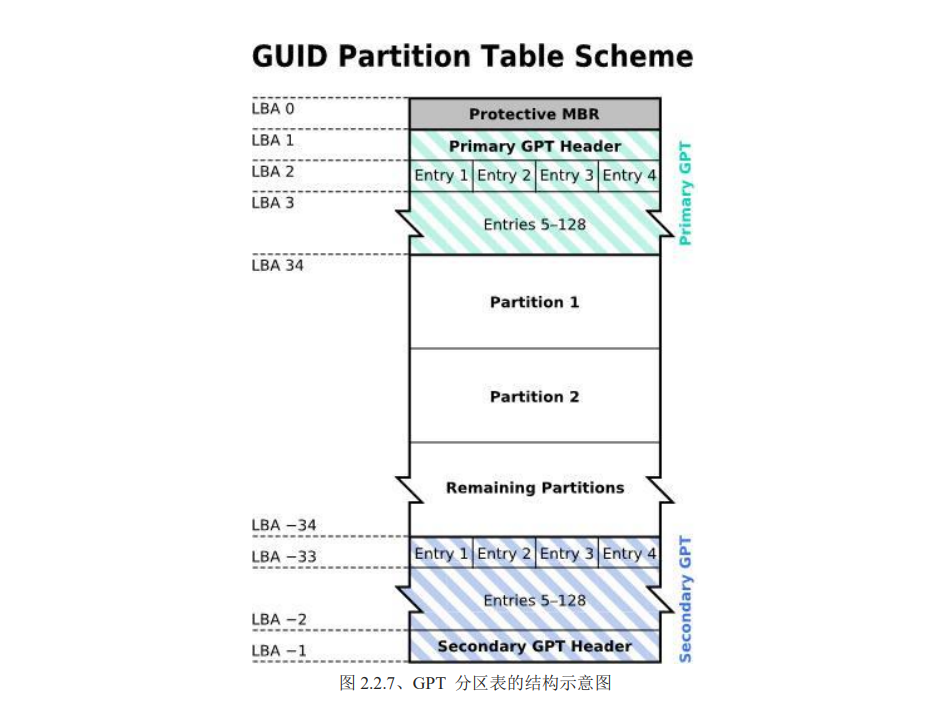 GUID Partition Table Scheme
LBA 0
Protective MBR
LBA 1
Primary GPT Header
LBA 2
Entry 1 Entry 2 Entry 3 Entry 4
LBA 3
Entries 5–128
Primary GPT
LBA 34
Partition 1
Partition 2
Remaining Partitions
LBA −34
LBA −33
Entry 1 Entry 2 Entry 3 Entry 4
Entries 5–128
LBA −2
Secondary GPT Header
LBA −1
Secondary GPT
图 2.2.7、GPT 分区表的结构示意图